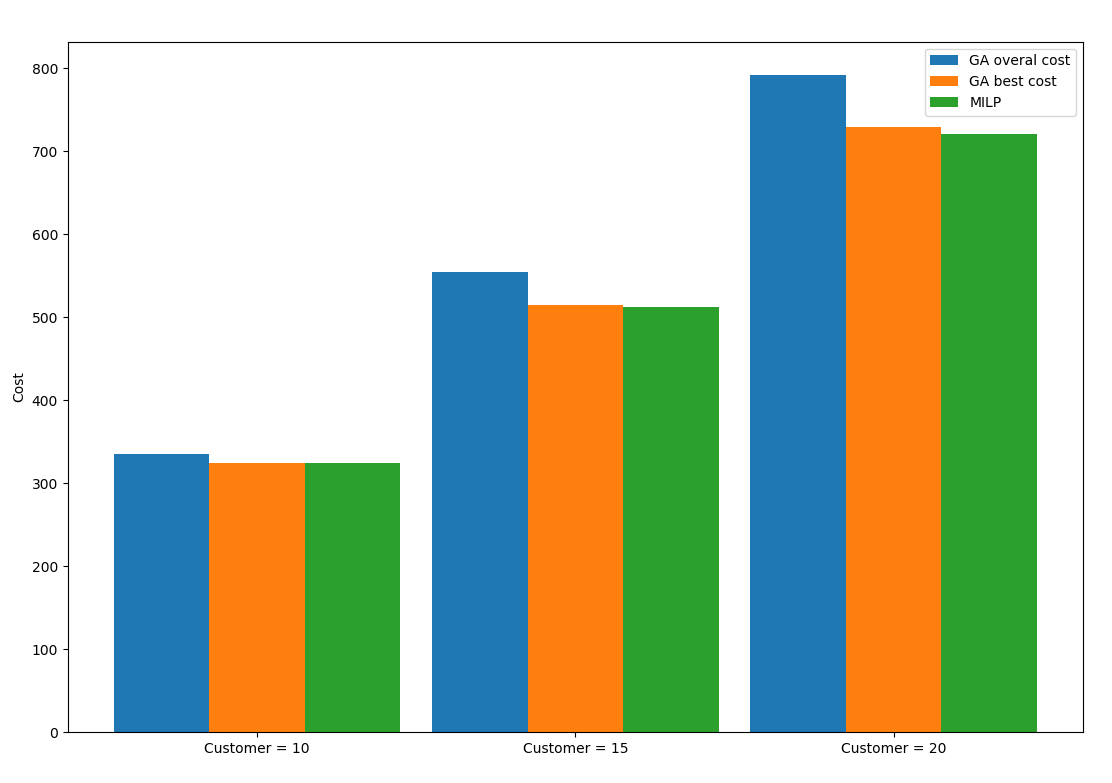 GA overal cost
GA best cost
MILP
800
700
600
500
400
300
200
100
0
Cost
Customer = 10
Customer = 15
Customer = 20